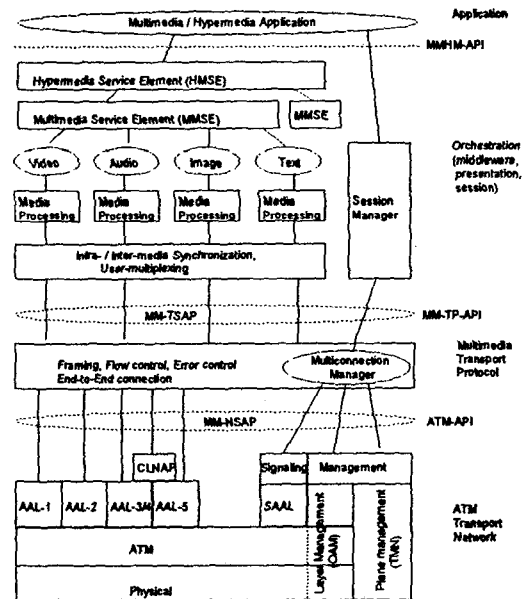 Application
Multimedia / Hypermedia Application
MMHM-API
Hypermedia Service Element (HMSE)
Multimedia Service Element (MMSE)
MMSE
Video
Audio
Image
Text
Orchestration
(middleware,
presentation,
session)
Media
Processing
Media
Processing
Media
Processing
Media
Processing
Session
Manager
Intra- / Inter-media Synchronization,
User-multiplexing
MM-TSAP
MM-TP-API
Framing, Flow control, Error control
End-to-End connection
Multiconnection
Manager
Multimedia
Transport
Protocol
MM-NSAP
ATM-API
CLNAP
Signaling
Management
AAL-1
AAL-2
AAL-3/4
AAL-5
SAAL
Layer Management
(OAM)
Plane management
(TMN)
ATM
Transport
Network
ATM
Physical